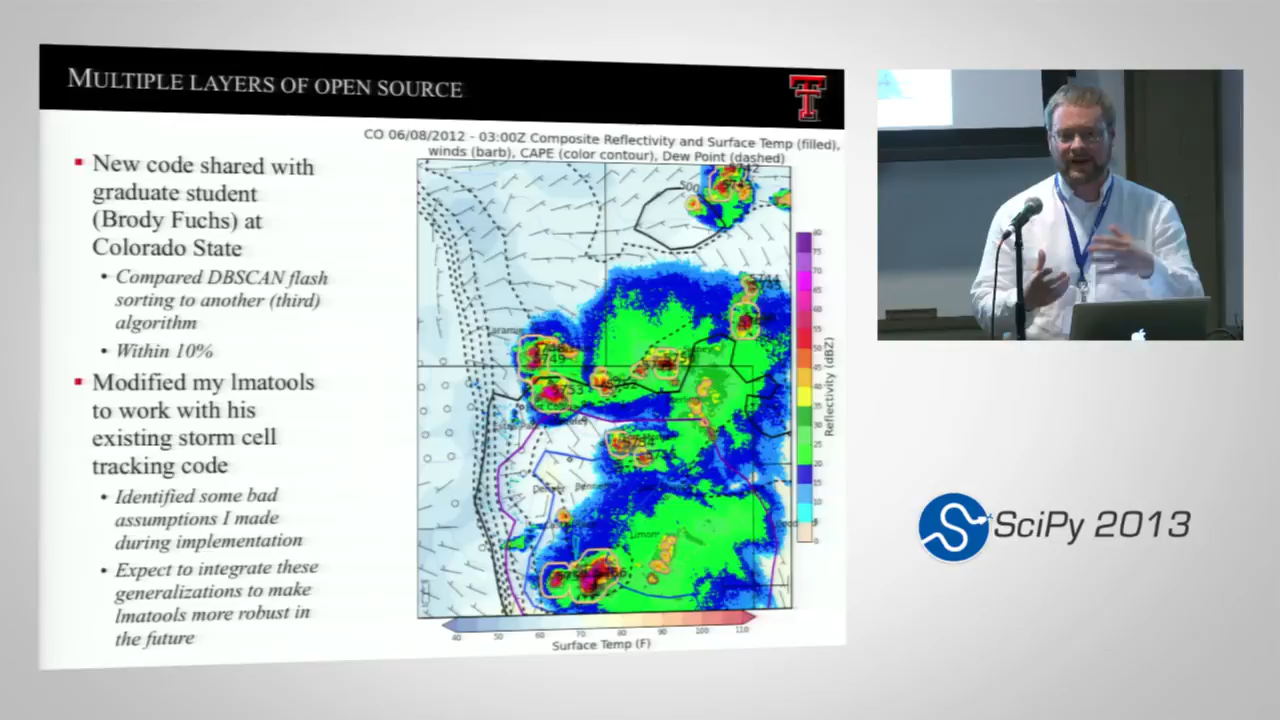 MULTIPLE LAYERS OF OPEN SOURCE
New code shared with
graduate student
(Brody Fuchs) at
Colorado State
Compared DBSCAN flash
sorting to another (third)
algorithm
Within 10%
Modified my lmatools
to work with his
existing storm cell
tracking code
Identified some bad
assumptions I made
during implementation
Expect to integrate these
generalizations to make
lmatools more robust in
the future
CO 06/08/2012 - 03:00Z Composite Reflectivity and Surface Temp (filled),
winds (barb), CAPE (color contour), Dew Point (dashed)
500
5749
Denver
Limon
Reflectivity (dBZ)
40 50 60 70 80 90 100 110
Surface Temp (F)
SciPy 2013